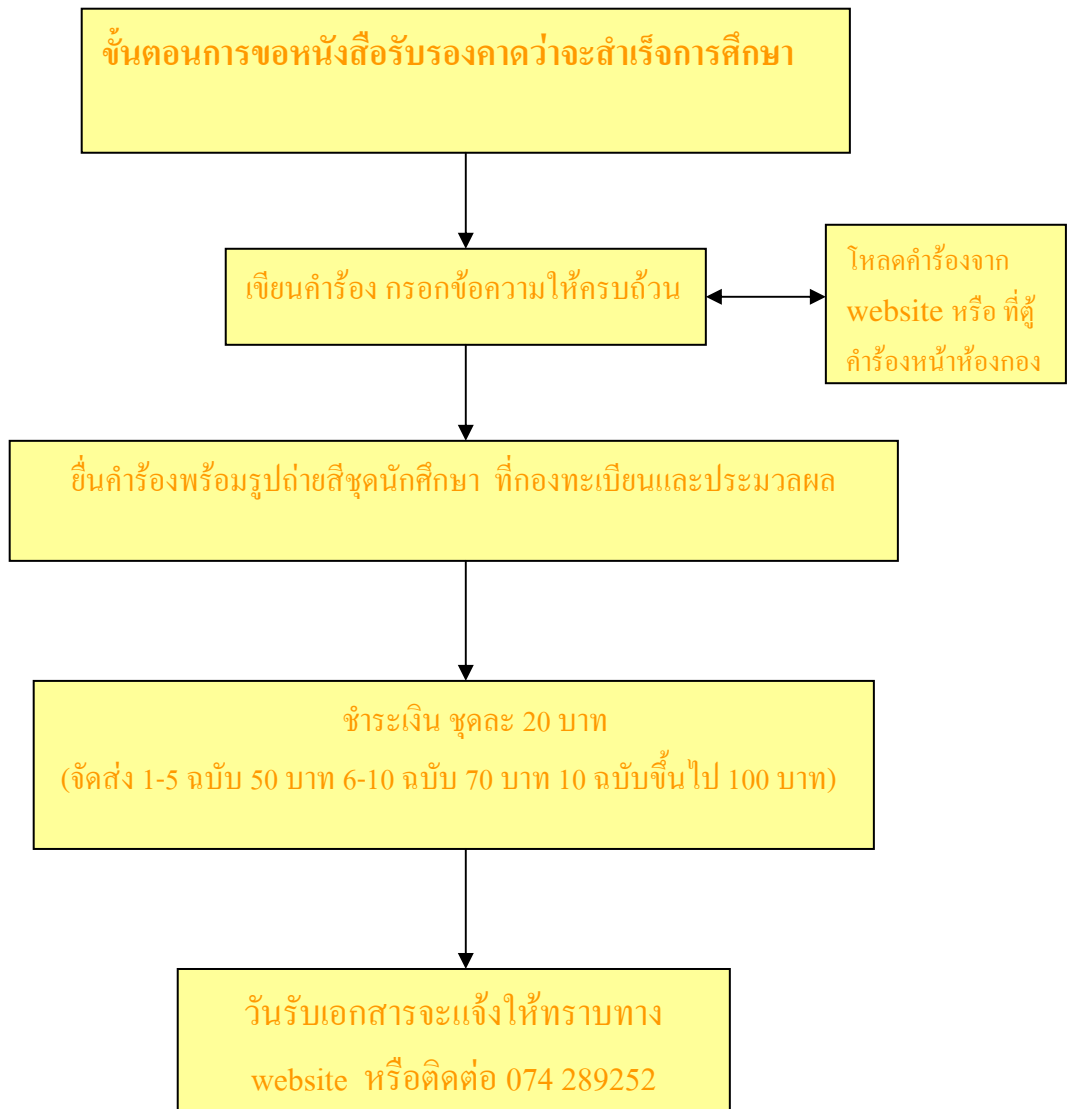 ขั้นตอนการขอหนังสือรับรองคาดว่าจะสำเร็จการศึกษา
เขียนคำร้อง กรอกข้อความให้ครบถ้วน
โหลดคำร้องจาก
website หรือ ที่ตู้
คำร้องหน้าห้องกอง
ยื่นคำร้องพร้อมรูปถ่ายสีชุดนักศึกษา ที่กองทะเบียนและประมวลผล
ชำระเงิน ชุดละ 20 บาท
(จัดส่ง 1-5 ฉบับ 50 บาท 6-10 ฉบับ 70 บาท 10 ฉบับขึ้นไป 100 บาท)
วันรับเอกสารจะแจ้งให้ทราบทาง
website หรือติดต่อ 074 289252